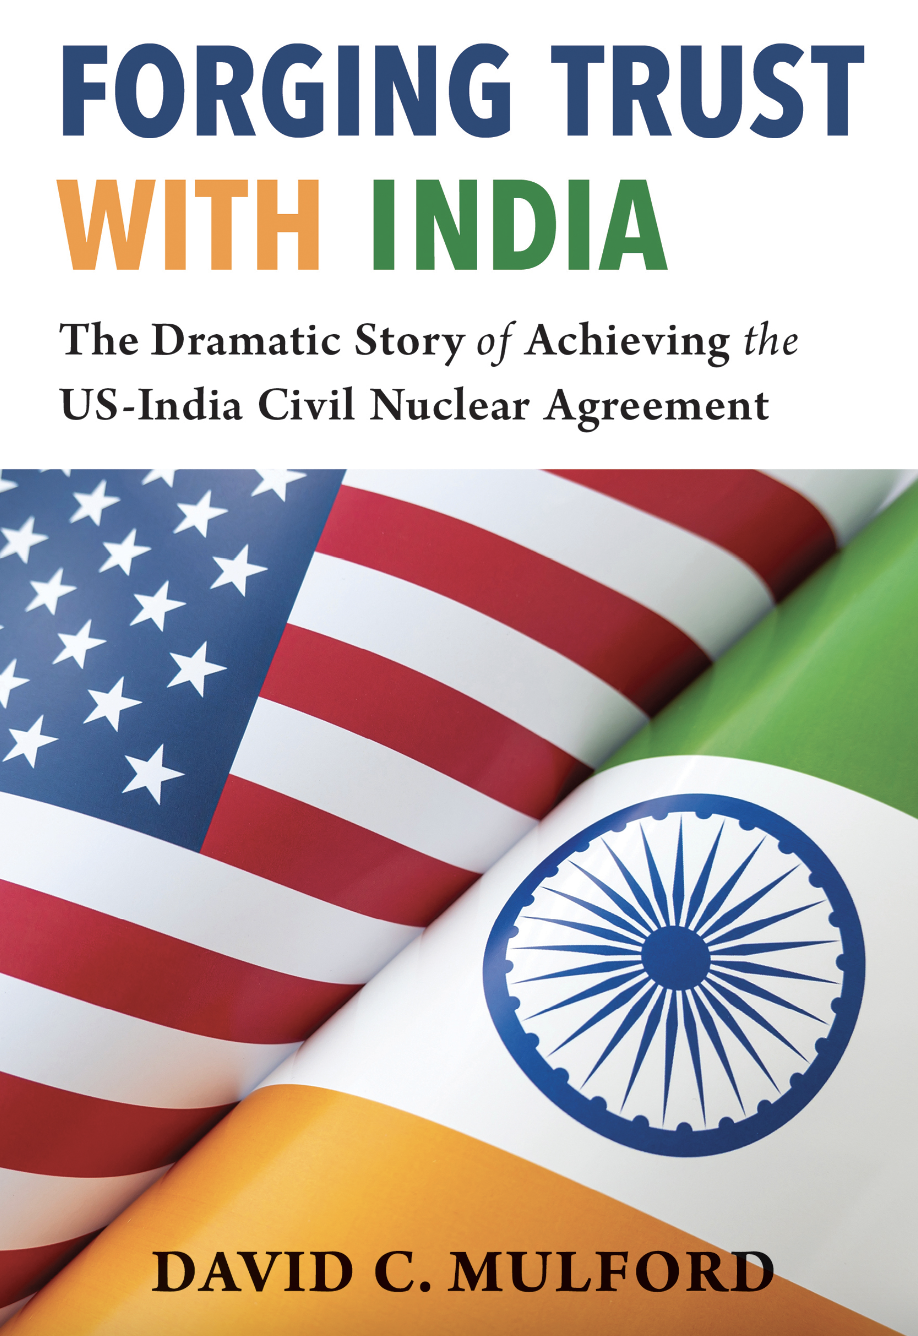 FORGING TRUST
WITH INDIA
The Dramatic Story of Achieving the
US-India Civil Nuclear Agreement
DAVID C. MULFORD